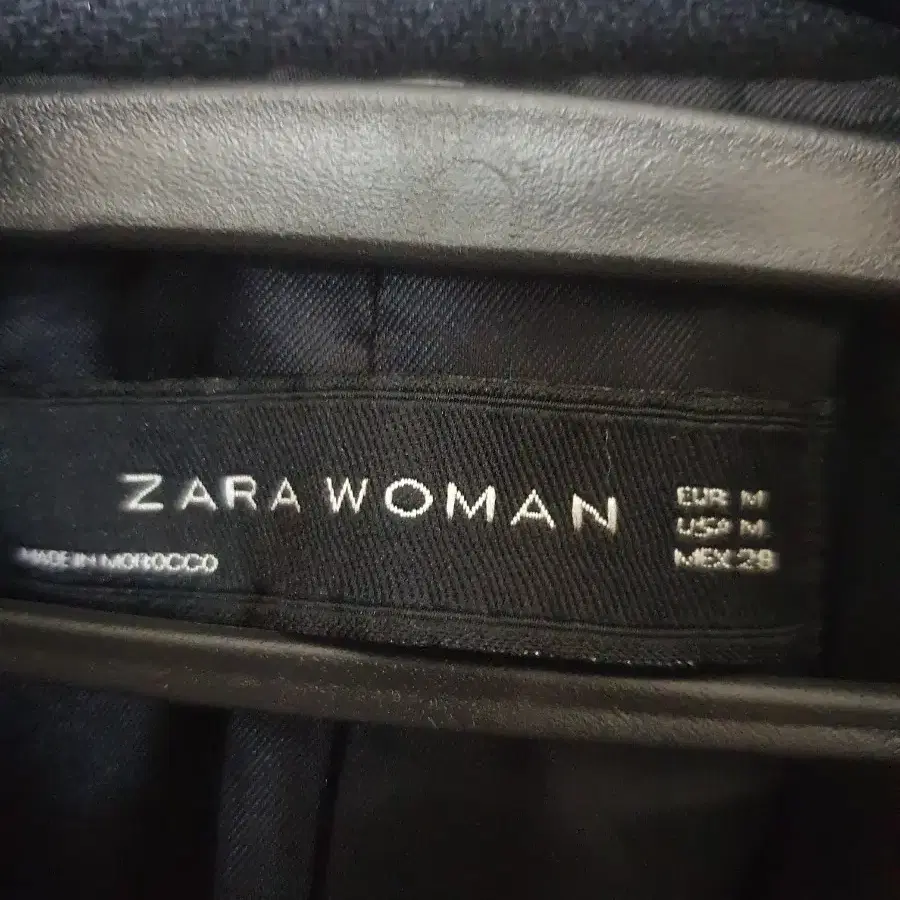 ZARA WOMAN
MADE IN MOROCCO
EUR M
USA M
MEX 28